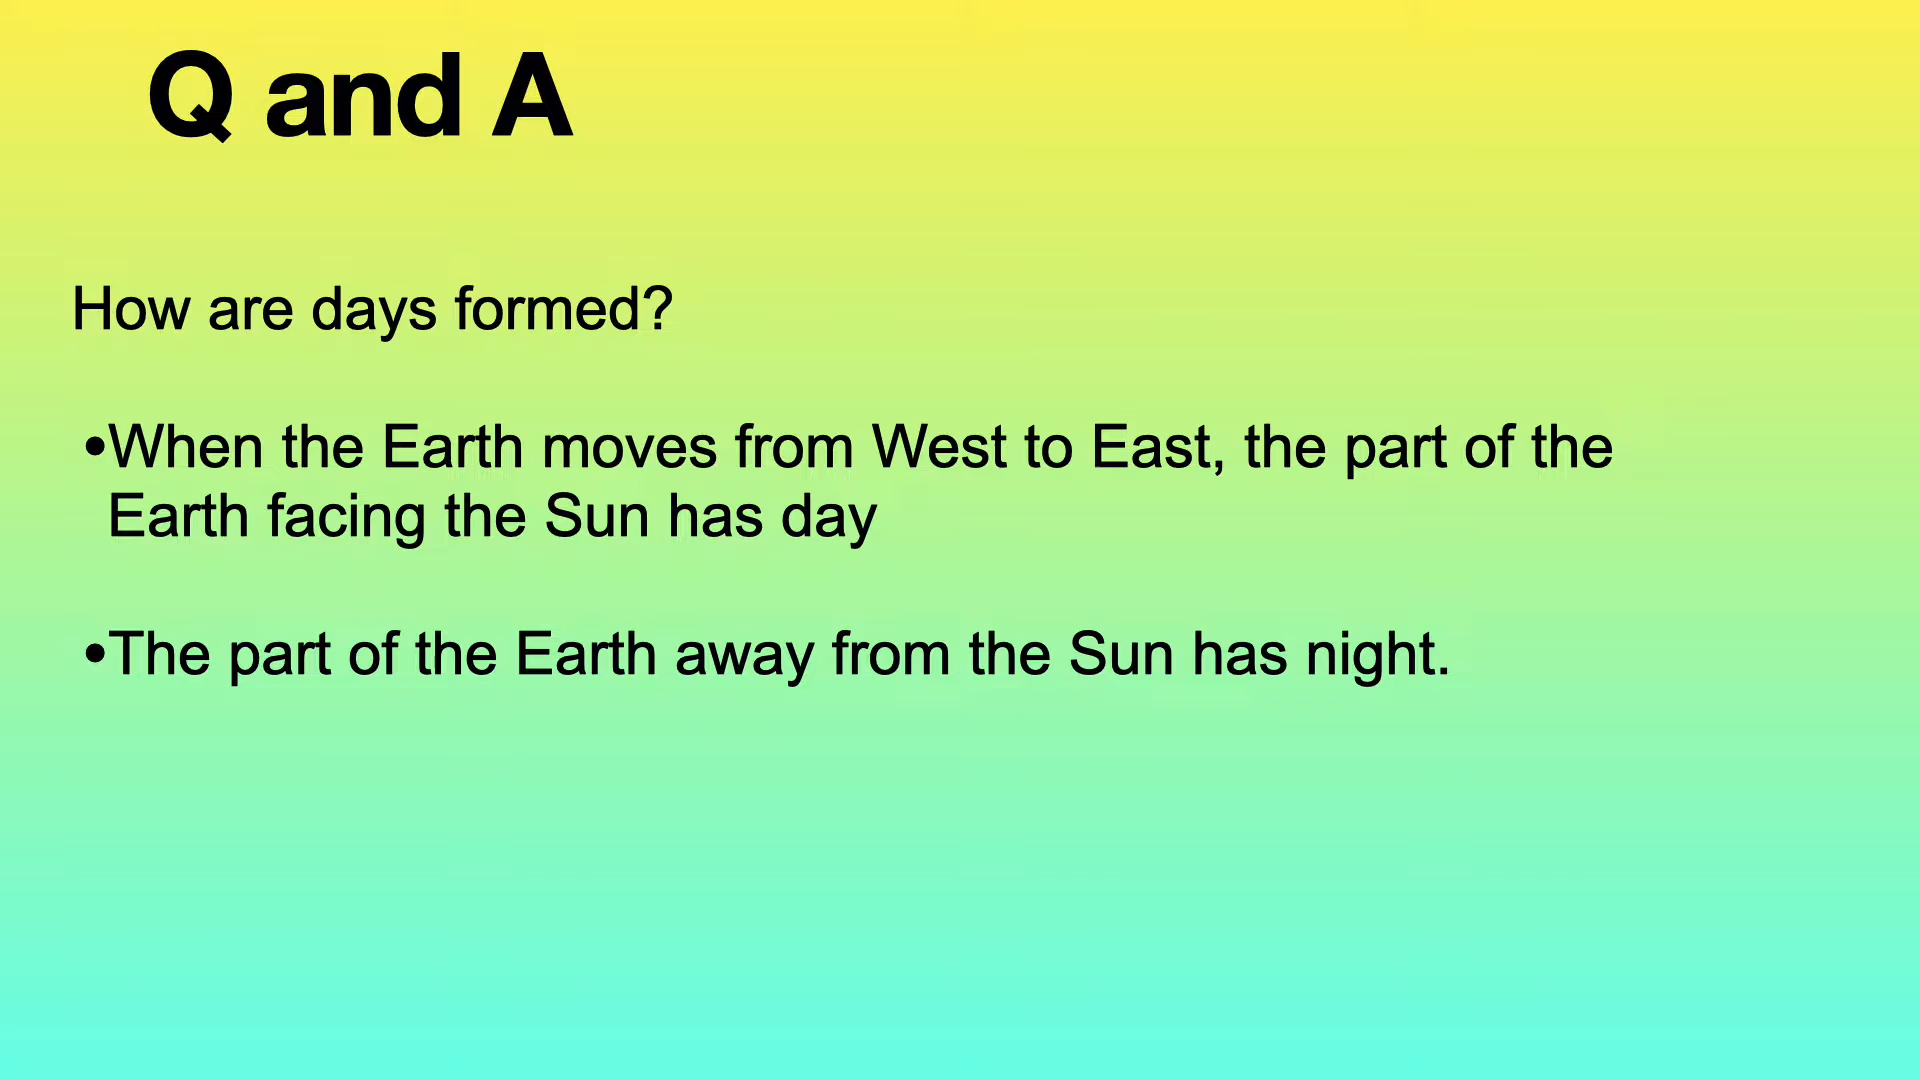 Q and A
How are days formed?
•When the Earth moves from West to East, the part of the
Earth facing the Sun has day
•The part of the Earth away from the Sun has night.